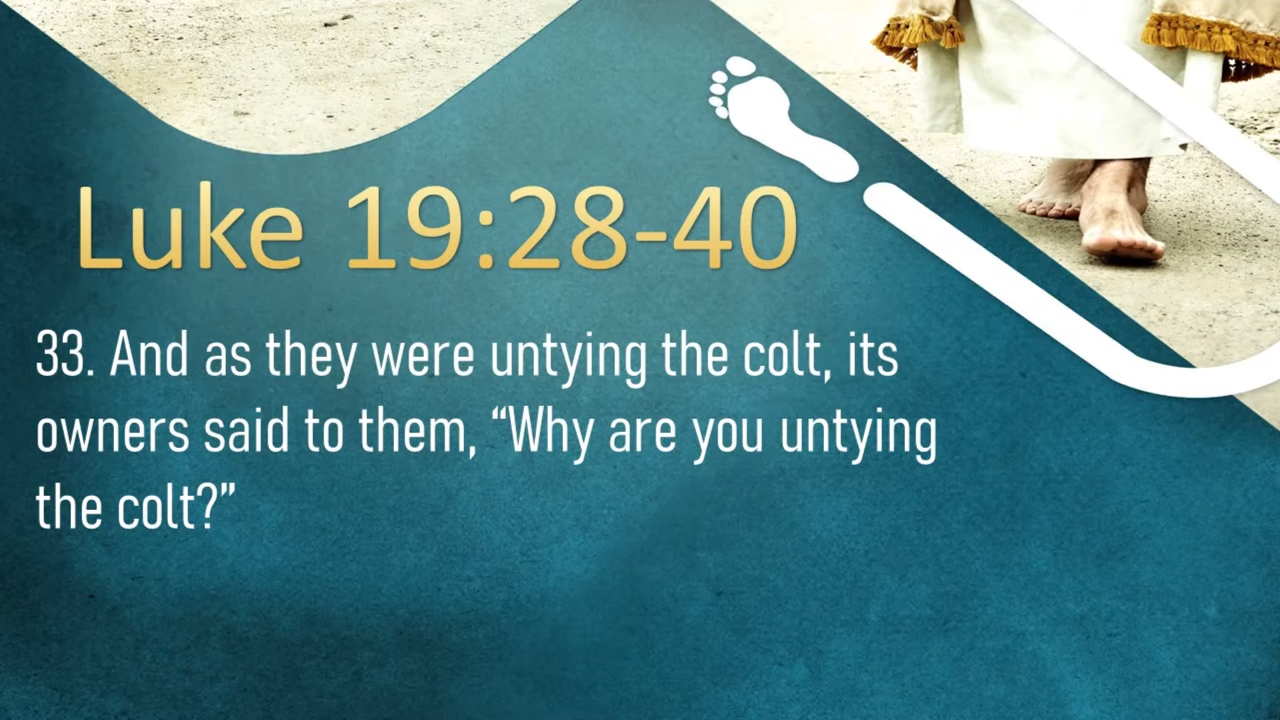 Luke 19:28-40
33. And as they were untying the colt, its
owners said to them, “Why are you untying
the colt?”